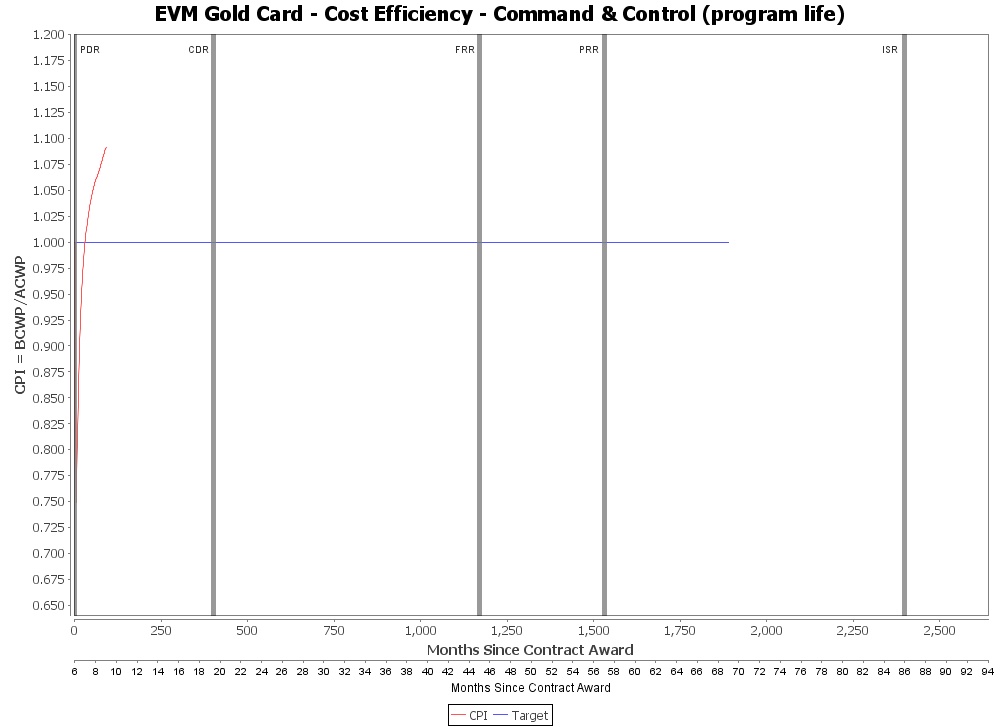 EVM Gold Card - Cost Efficiency - Command & Control (program life)
PDR CDR FRR PRR ISR
CPI = BCWP/ACWP
1.200
1.175
1.150
1.125
1.100
1.075
1.050
1.025
1.000
0.975
0.950
0.925
0.900
0.875
0.850
0.825
0.800
0.775
0.750
0.725
0.700
0.675
0.650
0 250 500 750 1,000 1,250 1,500 1,750 2,000 2,250 2,500
Months Since Contract Award
6 8 10 12 14 16 18 20 22 24 26 28 30 32 34 36 38 40 42 44 46 48 50 52 54 56 58 60 62 64 66 68 70 72 74 76 78 80 82 84 86 88 90 92 94
Months Since Contract Award
CPI Target